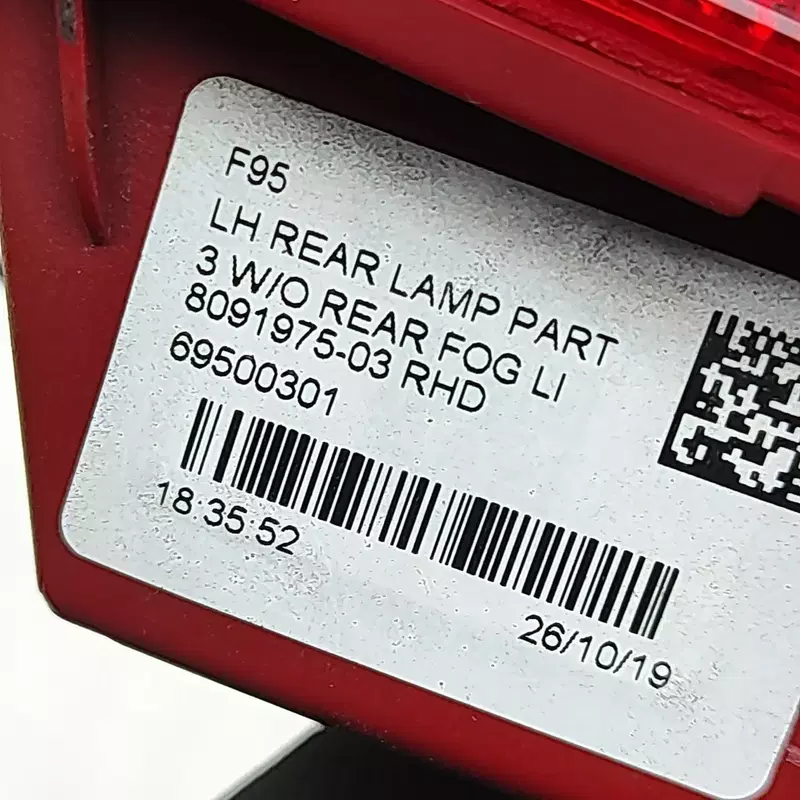 F95
LH REAR LAMP PART
3 W/O REAR FOG LI
8091975-03 RHD
69500301
18:35:52
26/10/19